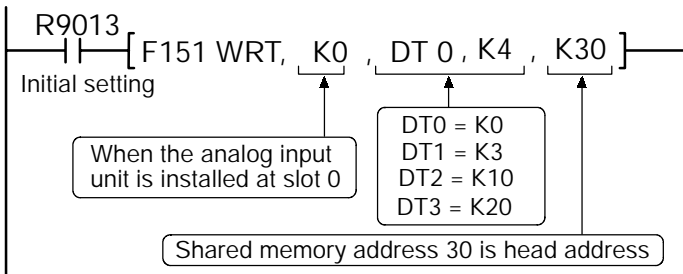 R9013
F151 WRT, K0 , DT 0 , K4 , K30
Initial setting
When the analog input
unit is installed at slot 0
DT0 = K0
DT1 = K3
DT2 = K10
DT3 = K20
Shared memory address 30 is head address